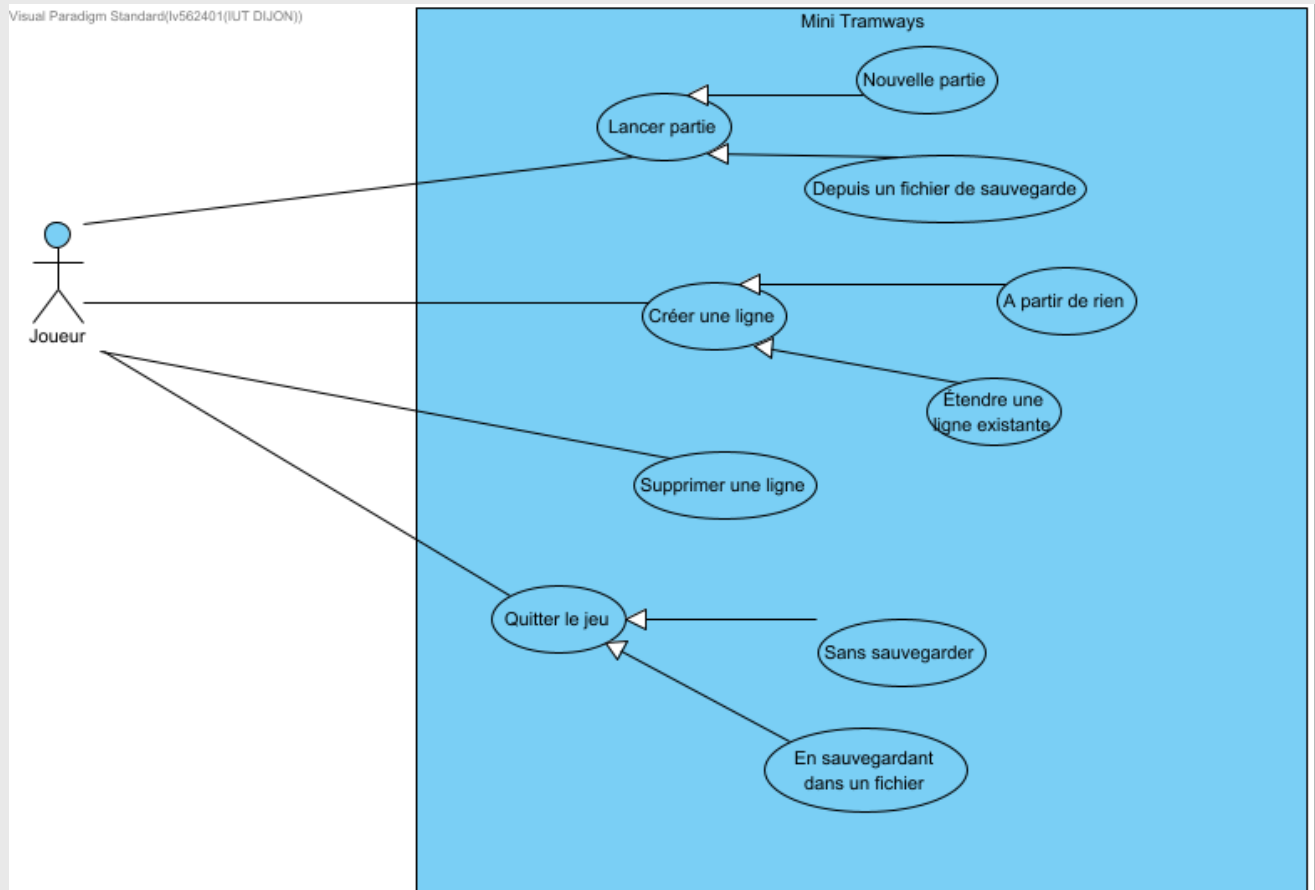 Visual Paradigm Standard(lv562401(IUT DIJON))
Mini Tramways
Nouvelle partie
Lancer partie
Depuis un fichier de sauvegarde
Joueur
A partir de rien
Créer une ligne
Étendre une
ligne existante
Supprimer une ligne
Quitter le jeu
Sans sauvegarder
En sauvegardant
dans un fichier